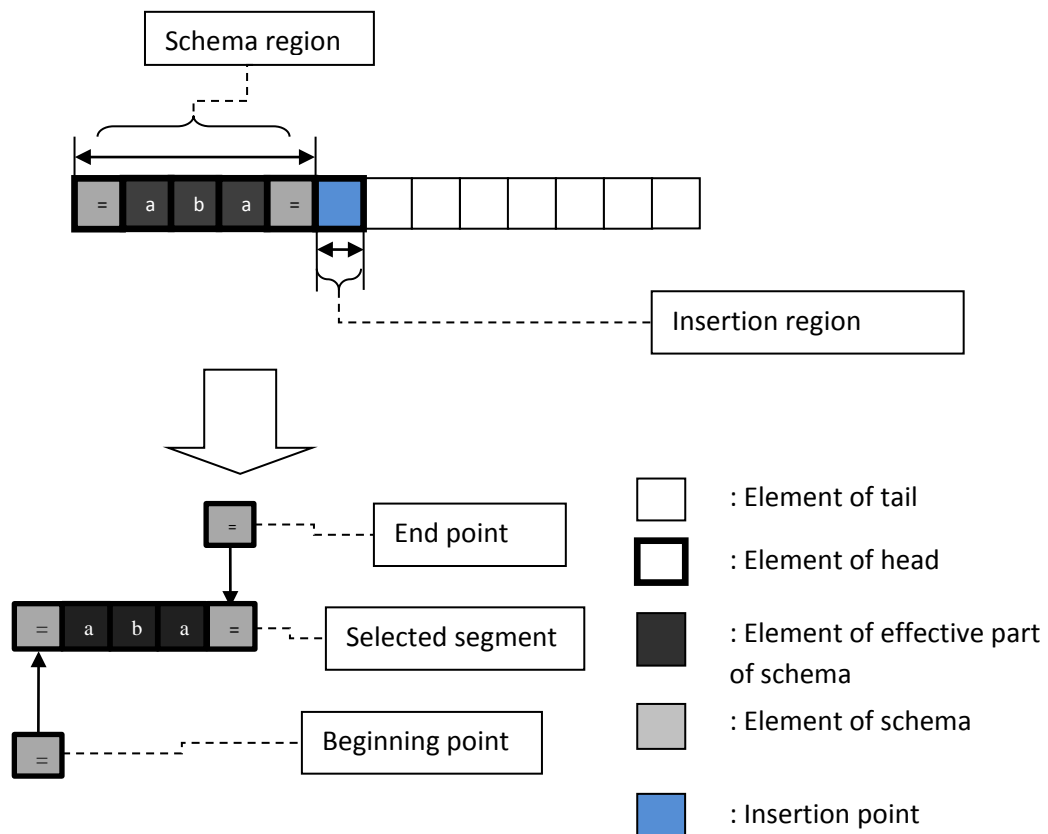 Schema region
= a b a =
Insertion region
=
End point
= a b a =
Selected segment
=
Beginning point
: Element of tail
: Element of head
: Element of effective part
of schema
: Element of schema
: Insertion point